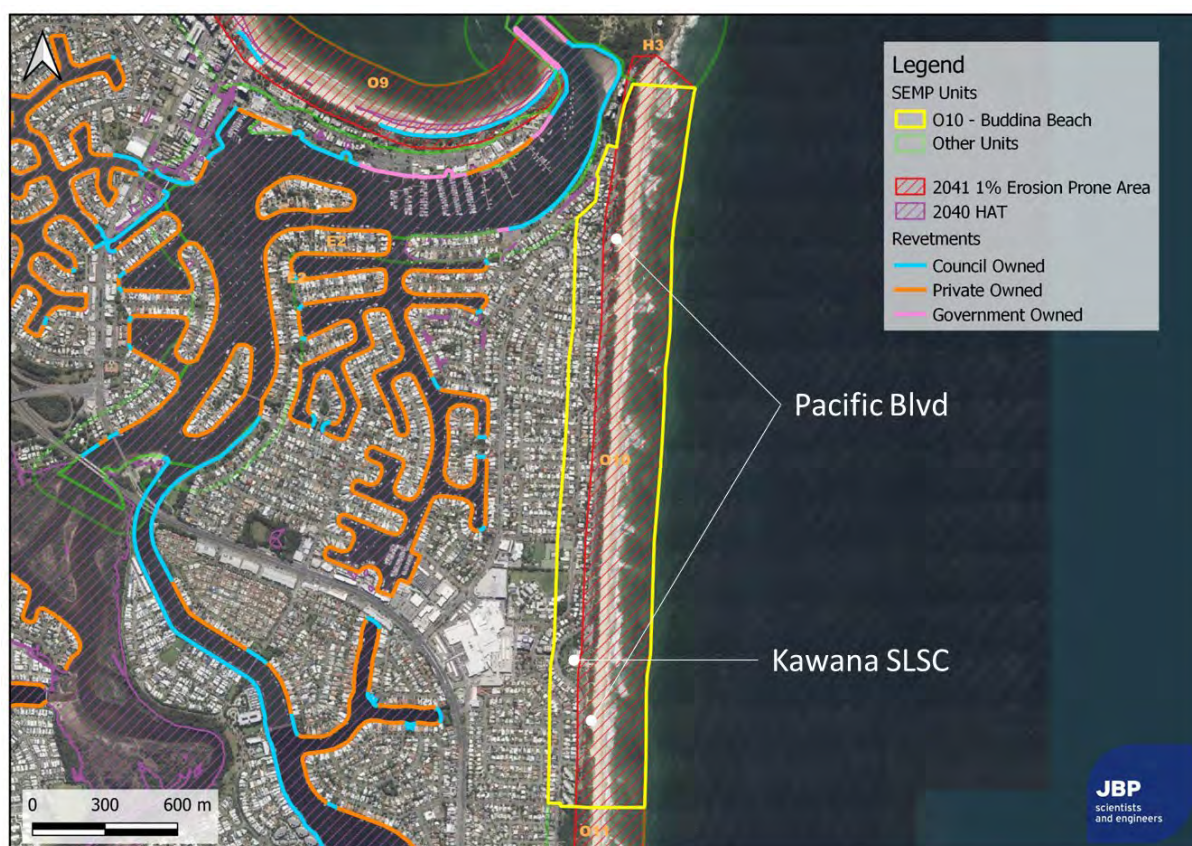 O9
H3
Legend
SEMP Units
O10 - Buddina Beach
Other Units
2041 1% Erosion Prone Area
2040 HAT
Revetments
Council Owned
Private Owned
Government Owned
E2
Pacific Blvd
Kawana SLSC
O11
0 300 600 m
JBP
scientists
and engineers